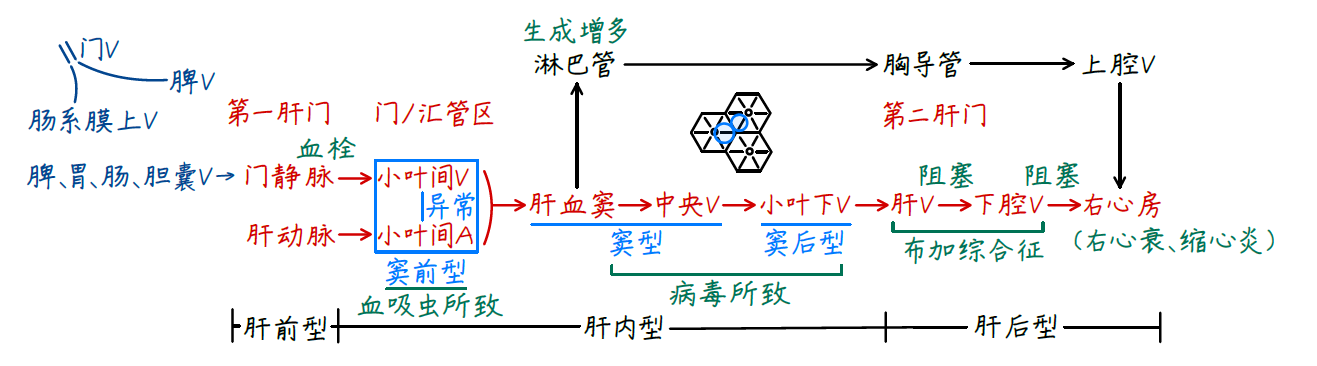 生成增多
门V
淋巴管 胸导管 上腔V
脾V
肠系膜上V 第一肝门 门/汇管区 第二肝门
血栓
脾、胃、肠、胆囊V→门静脉→小叶间V 阻塞 阻塞
异常 肝血窦→中央V→小叶下V→肝V→下腔V→右心房
肝动脉→小叶间A 窦型 窦后型 布加综合征 (右心衰、缩心炎)
窦前型
血吸虫所致 病毒所致
肝前型 肝内型 肝后型